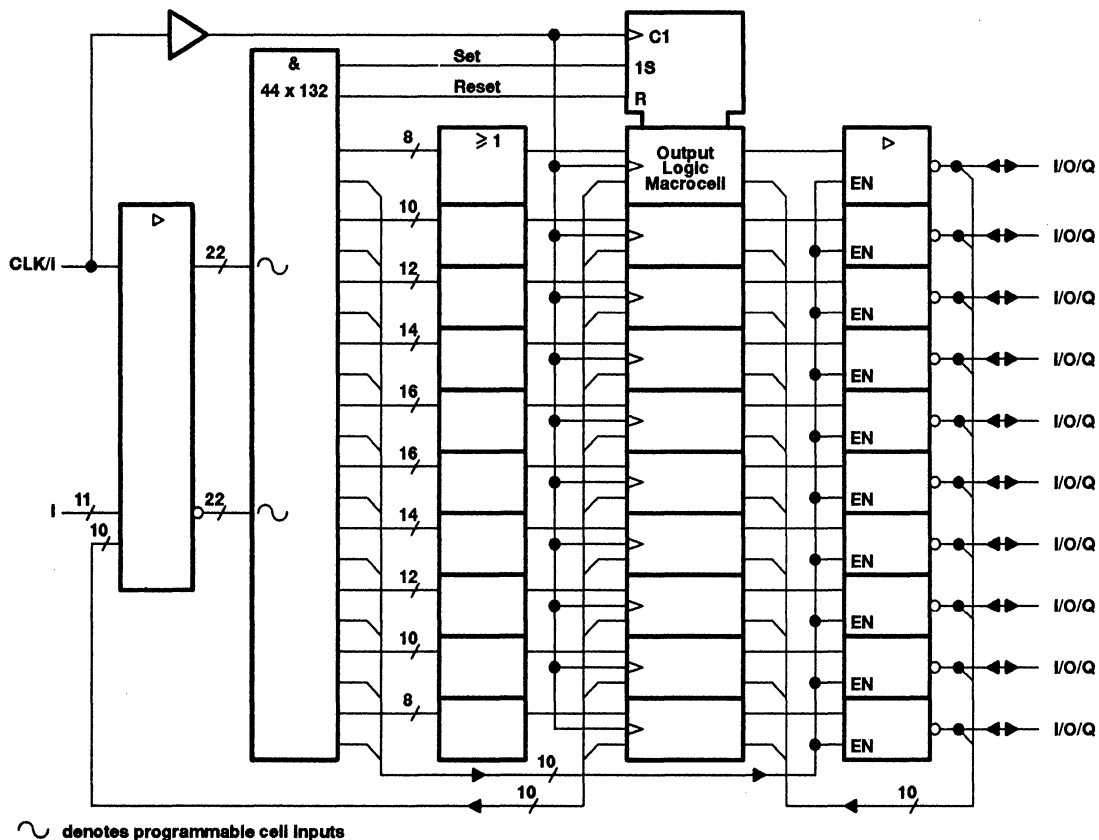 C1
Set
&
1S
44 x 132
Reset
R
8
≥ 1
Output
Logic
Macrocell
EN
I/O/Q
10
EN
I/O/Q
CLK/I
22
12
EN
I/O/Q
14
EN
I/O/Q
16
EN
I/O/Q
16
EN
I/O/Q
I
11
22
10
14
EN
I/O/Q
12
EN
I/O/Q
10
EN
I/O/Q
8
EN
I/O/Q
10
10
10
denotes programmable cell inputs